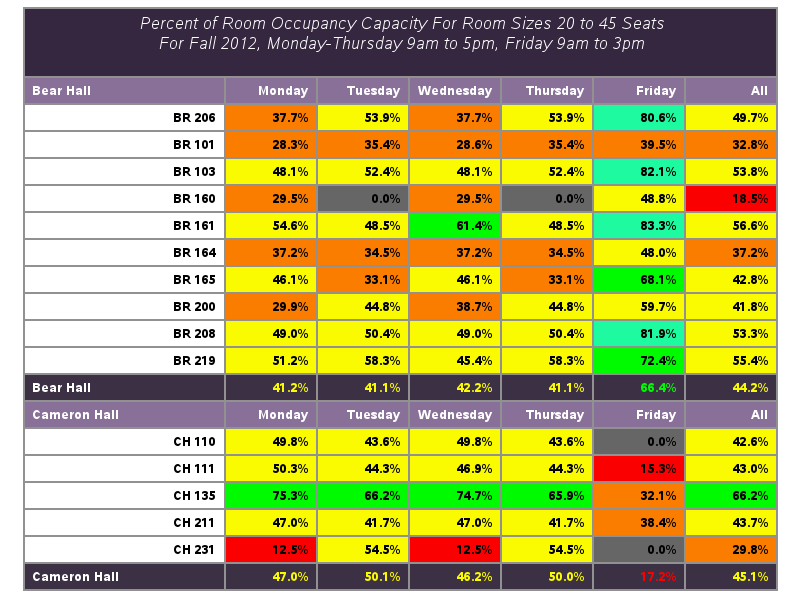 Percent of Room Occupancy Capacity For Room Sizes 20 to 45 Seats
For Fall 2012, Monday-Thursday 9am to 5pm, Friday 9am to 3pm
Bear Hall Monday Tuesday Wednesday Thursday Friday All
BR 206 37.7% 53.9% 37.7% 53.9% 80.6% 49.7%
BR 101 28.3% 35.4% 28.6% 35.4% 39.5% 32.8%
BR 103 48.1% 52.4% 48.1% 52.4% 82.1% 53.8%
BR 160 29.5% 0.0% 29.5% 0.0% 48.8% 18.5%
BR 161 54.6% 48.5% 61.4% 48.5% 83.3% 56.6%
BR 164 37.2% 34.5% 37.2% 34.5% 48.0% 37.2%
BR 165 46.1% 33.1% 46.1% 33.1% 68.1% 42.8%
BR 200 29.9% 44.8% 38.7% 44.8% 59.7% 41.8%
BR 208 49.0% 50.4% 49.0% 50.4% 81.9% 53.3%
BR 219 51.2% 58.3% 45.4% 58.3% 72.4% 55.4%
Bear Hall 41.2% 41.1% 42.2% 41.1% 66.4% 44.2%
Cameron Hall Monday Tuesday Wednesday Thursday Friday All
CH 110 49.8% 43.6% 49.8% 43.6% 0.0% 42.6%
CH 111 50.3% 44.3% 46.9% 44.3% 15.3% 43.0%
CH 135 75.3% 66.2% 74.7% 65.9% 32.1% 66.2%
CH 211 47.0% 41.7% 47.0% 41.7% 38.4% 43.7%
CH 231 12.5% 54.5% 12.5% 54.5% 0.0% 29.8%
Cameron Hall 47.0% 50.1% 46.2% 50.0% 17.2% 45.1%